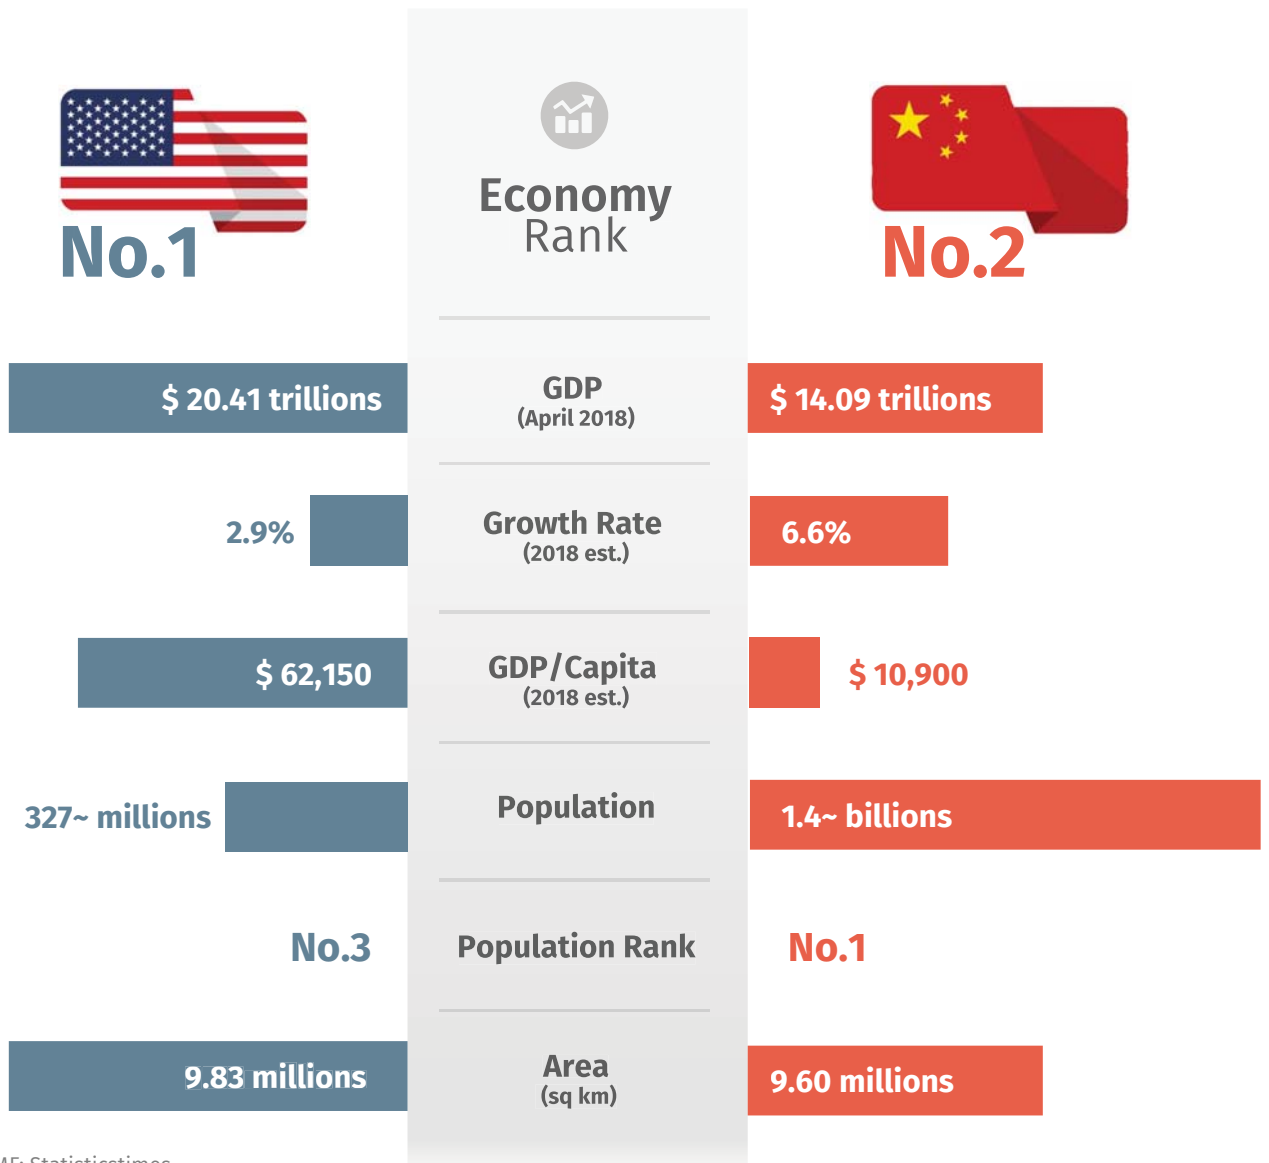 Economy
Rank
No.1
No.2
$ 20.41 trillions
GDP
(April 2018)
$ 14.09 trillions
2.9%
Growth Rate
(2018 est.)
6.6%
$ 62,150
GDP/Capita
(2018 est.)
$ 10,900
327~ millions
Population
1.4~ billions
No.3
Population Rank
No.1
9.83 millions
Area
(sq km)
9.60 millions